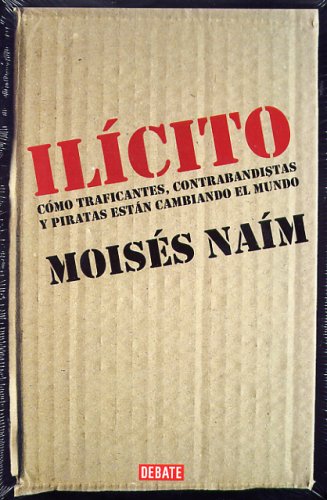 ILÍCITO
CÓMO TRAFICANTES, CONTRABANDISTAS
Y PIRATAS ESTÁN CAMBIANDO EL MUNDO
MOISÉS NAÍM
DEBATE